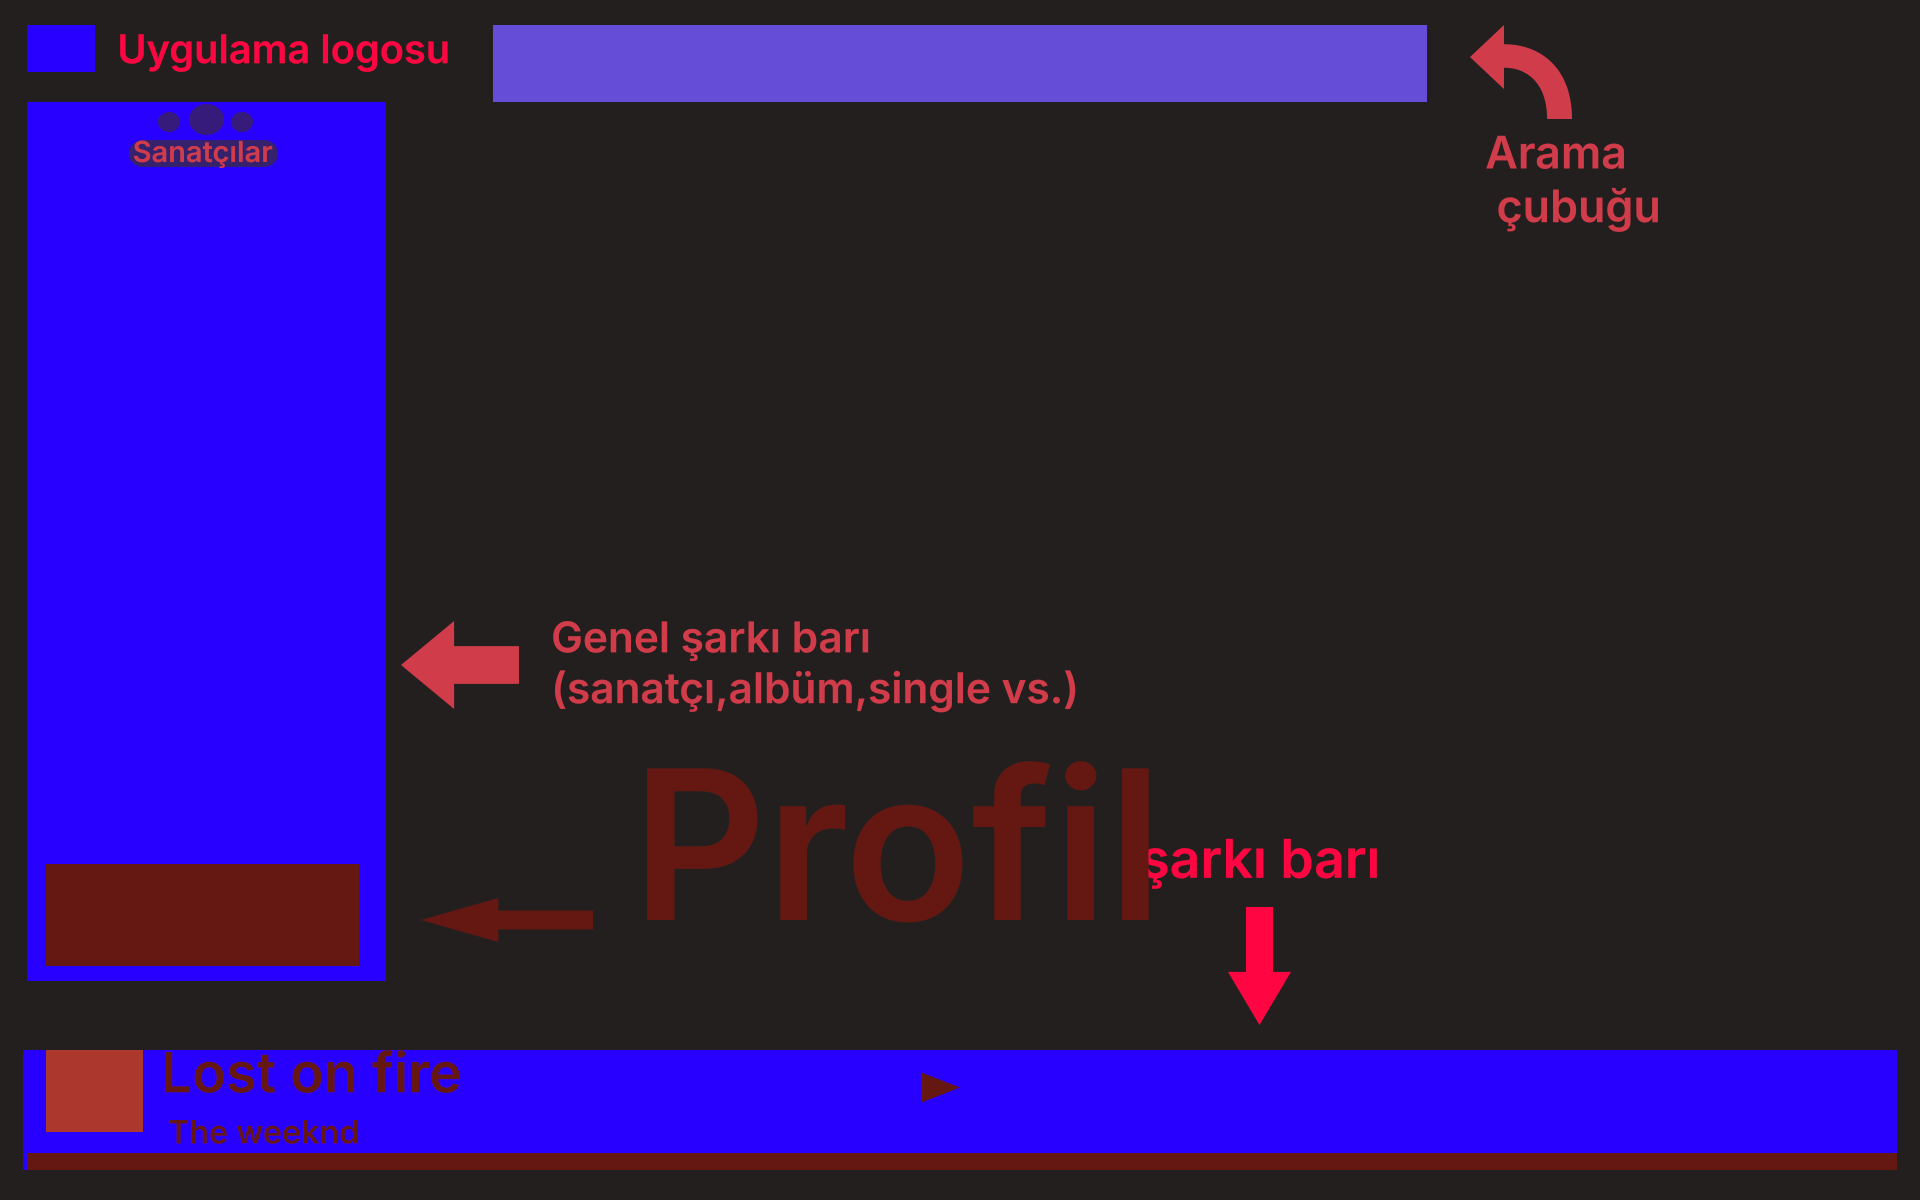 Uygulama logosu
Sanatçılar
Arama
çubuğu
Genel şarkı barı
(sanatçı,albüm,single vs.)
Profil
şarkı barı
Lost on fire
The weeknd